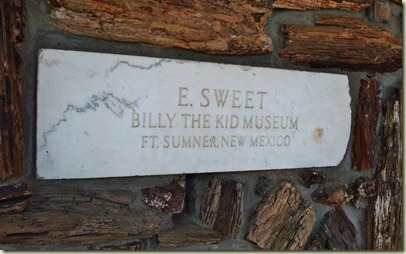 E. SWEET
BILLY THE KID MUSEUM
FT. SUMNER, NEW MEXICO